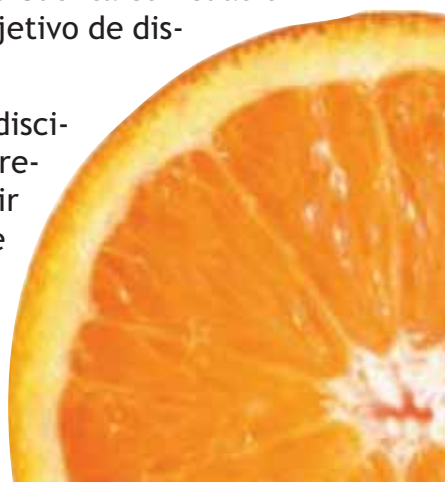 jetivo de dis-
disci-
re-
ir
e